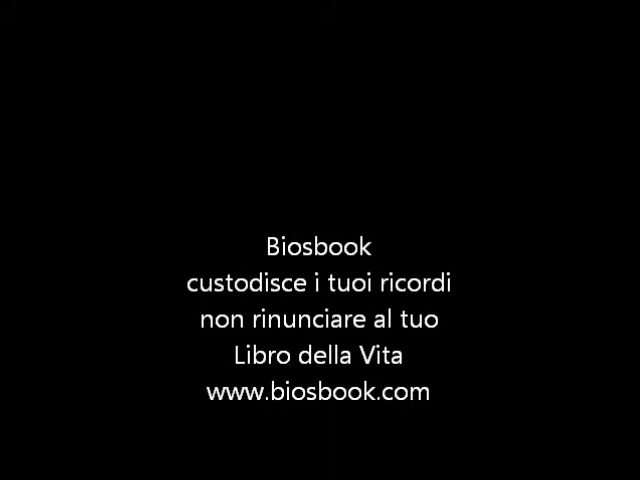 Biosbook
custodisce i tuoi ricordi
non rinunciare al tuo
Libro della Vita
www.biosbook.com